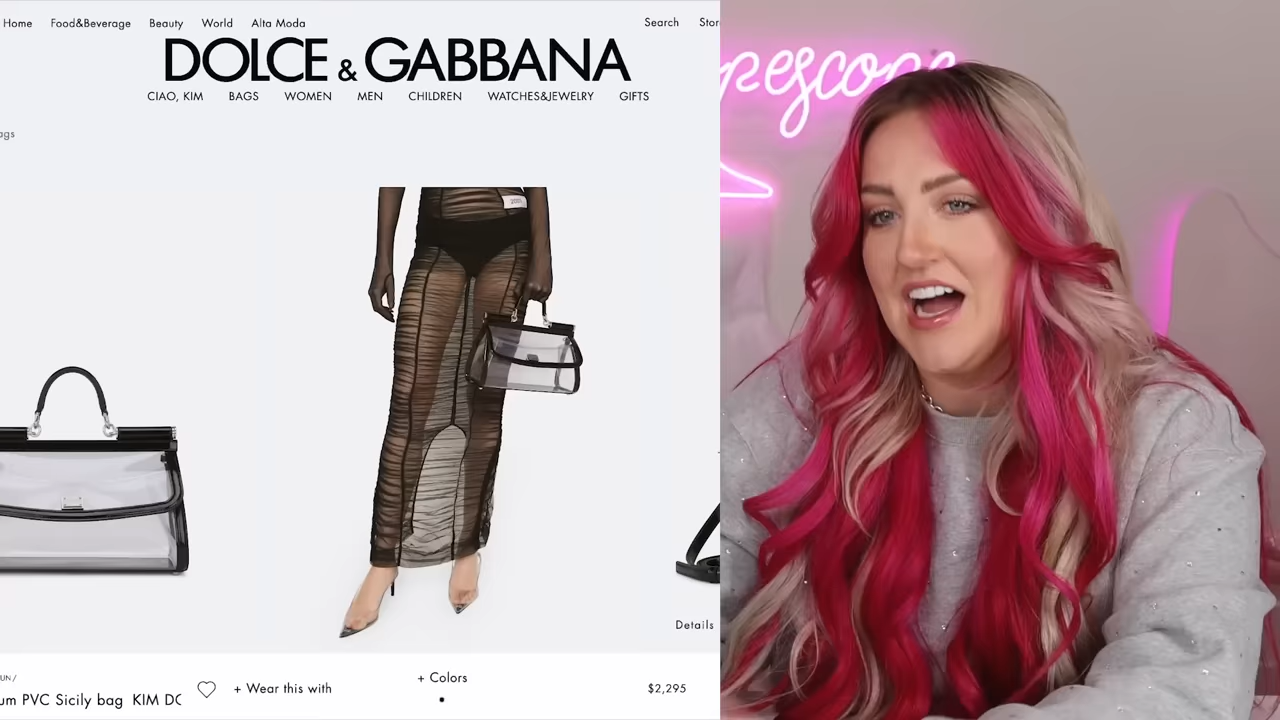 Home Food&Beverage Beauty World Alta Moda Search
DOLCE & GABBANA
CIAO, KIM BAGS WOMEN MEN CHILDREN WATCHES&JEWELRY GIFTS
Details
+ Wear this with + Colors $2,295
PVC Sicily bag KIM